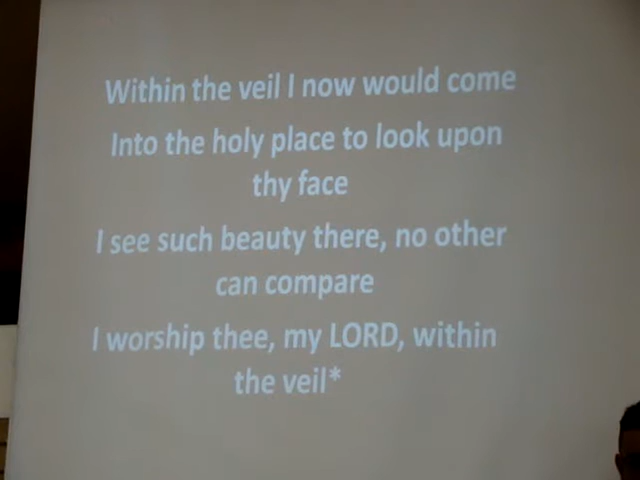 Within the veil I now would come
Into the holy place to look upon
thy face
I see such beauty there, no other
can compare
I worship thee, my LORD, within
the veil*